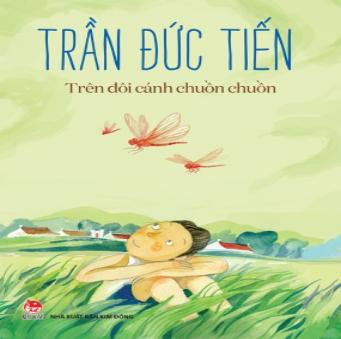 TRẦN ĐỨC TIẾN
Trên đôi cánh chuồn chuồn
NHÀ XUẤT BẢN KIM ĐỒNG